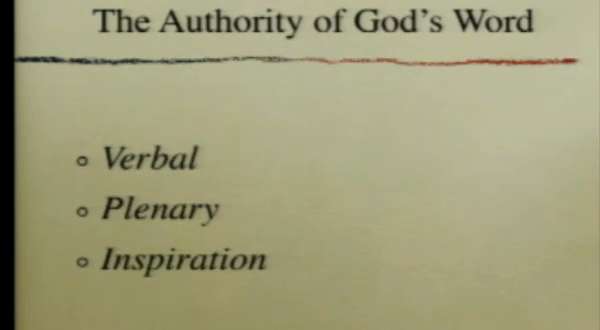 The Authority of God's Word
Verbal
Plenary
Inspiration